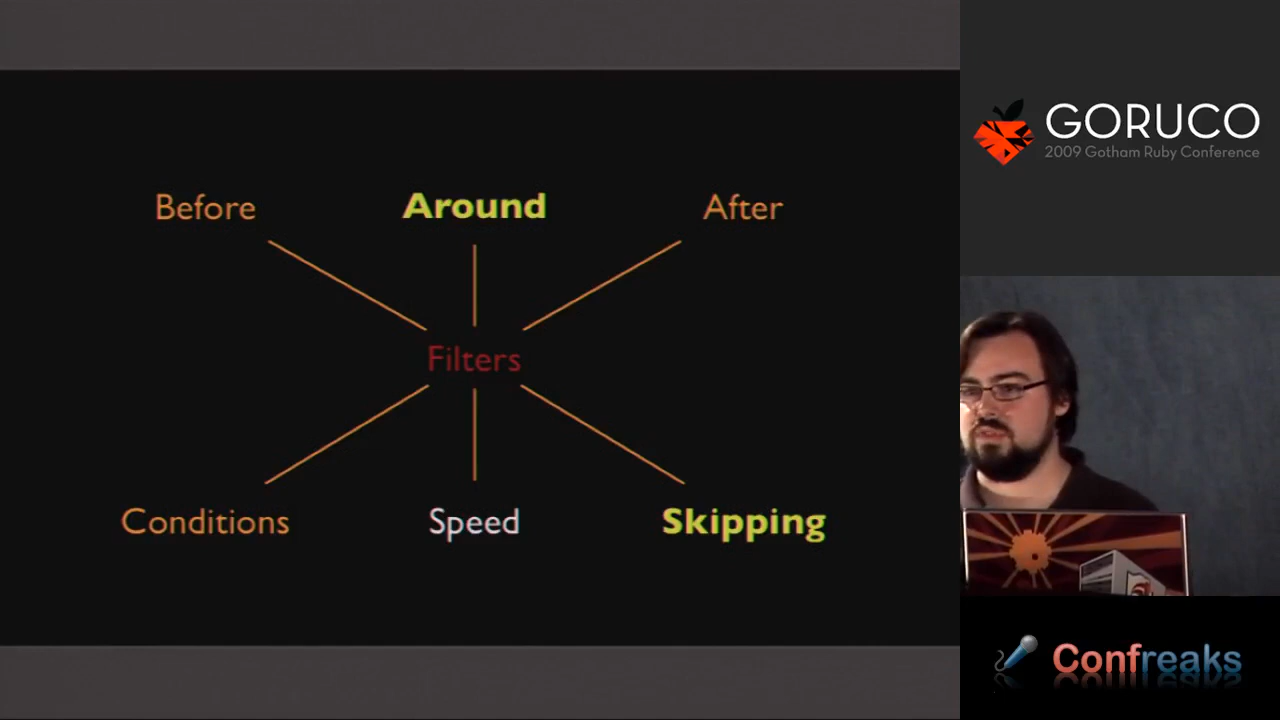 Before
Around
After
Filters
Conditions
Speed
Skipping
GORUCO
2009 Gotham Ruby Conference
Confreaks